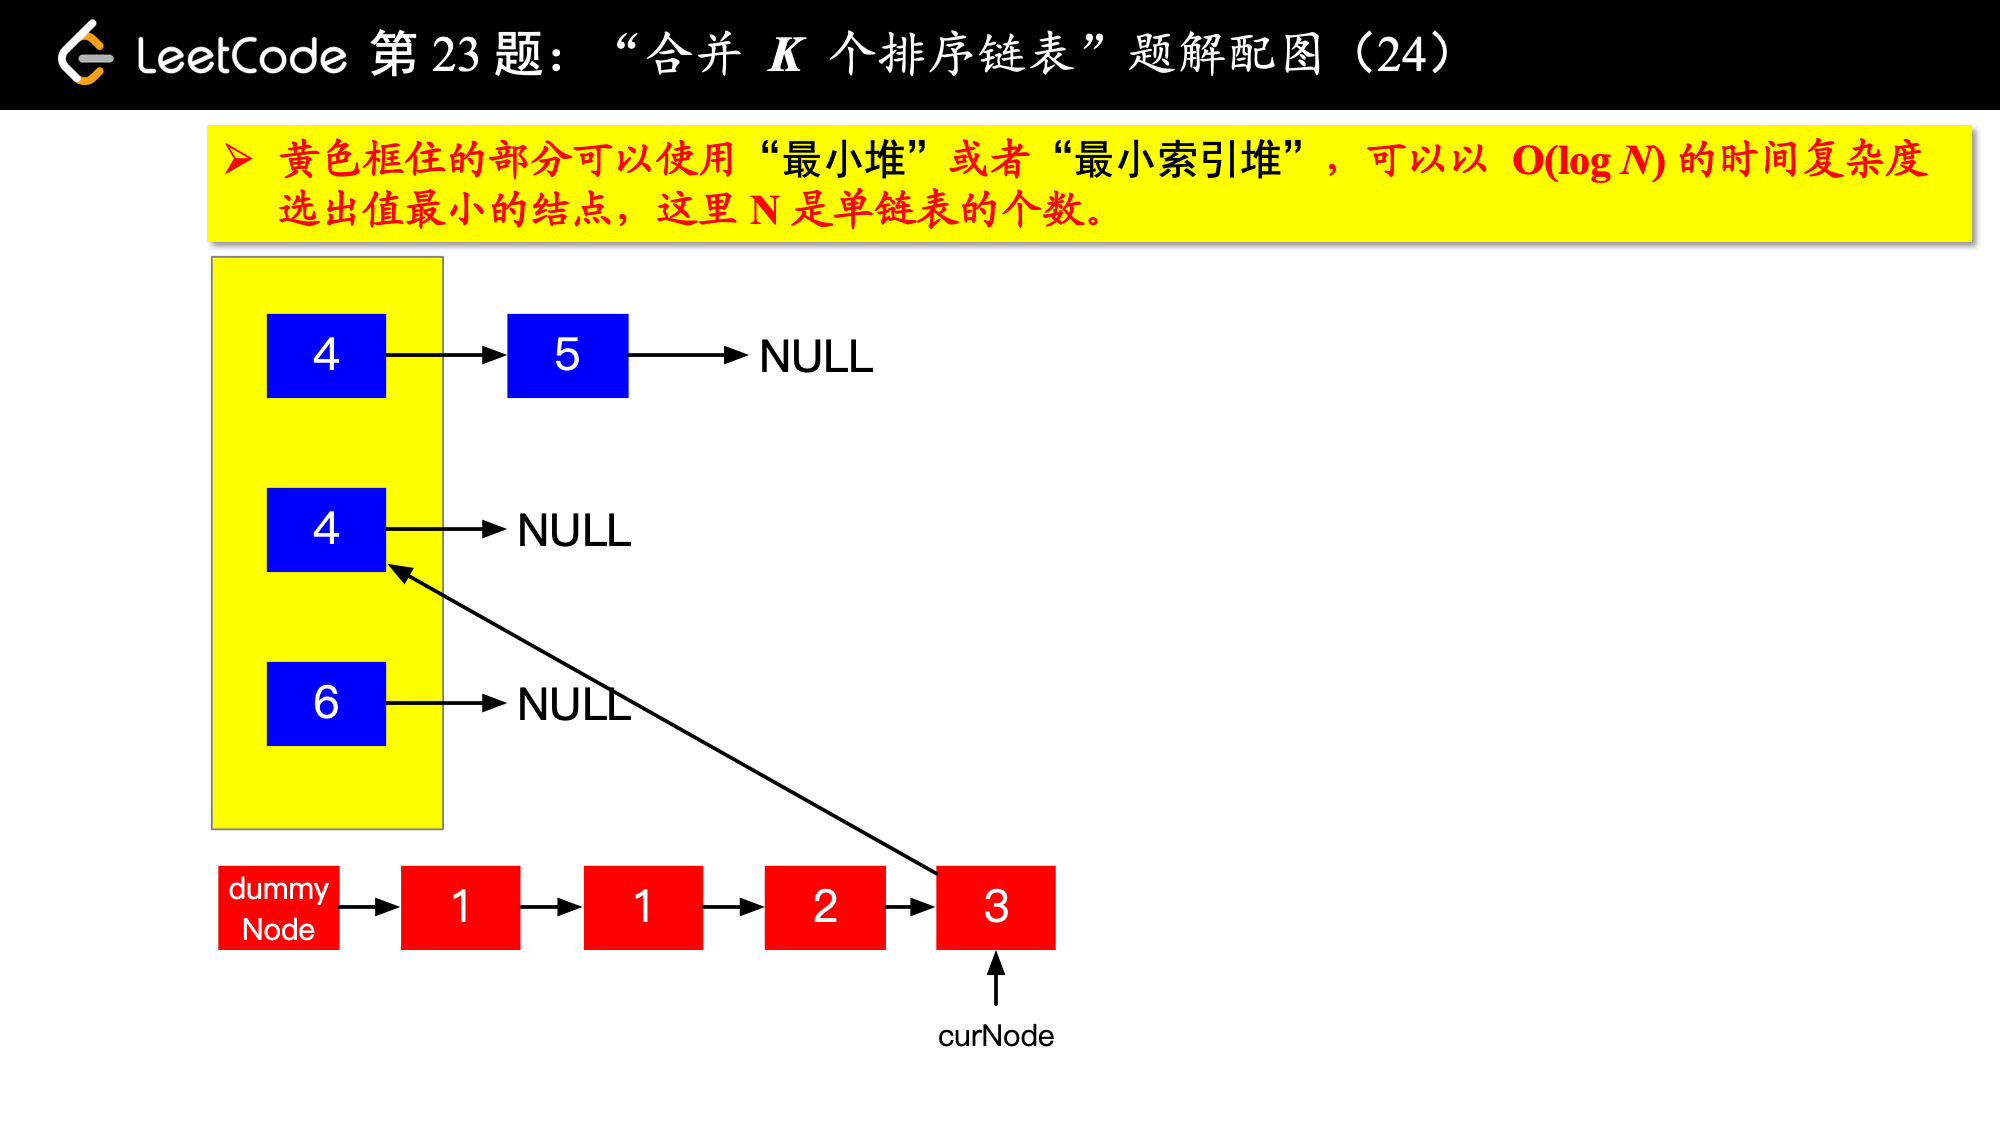 LeetCode 第 23 题：“合并 K 个排序链表”题解配图（24）
➢ 黄色框住的部分可以使用“最小堆”或者“最小索引堆”，可以以 O(log N) 的时间复杂度
选出值最小的结点，这里 N 是单链表的个数。
4 5 NULL
4 NULL
6 NULL
dummy
Node 1 1 2 3
curNode